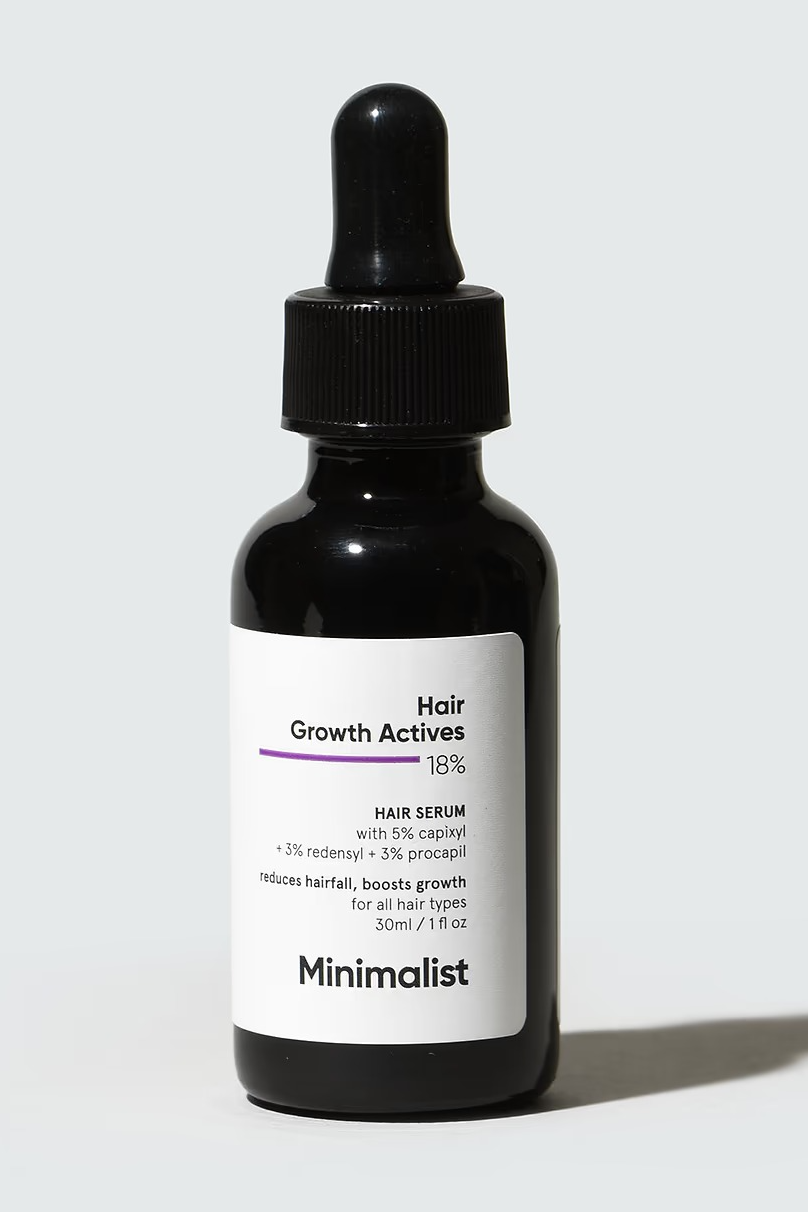 Hair
Growth Actives
18%
HAIR SERUM
with 5% capixyl
+ 3% redensyl + 3% procapil
reduces hairfall, boosts growth
for all hair types
30ml / 1 fl oz
Minimalist